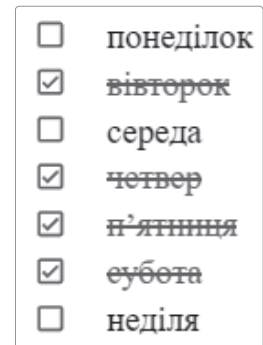 понеділок
вівторок
середа
четвер
п’ятниця
субота
неділя